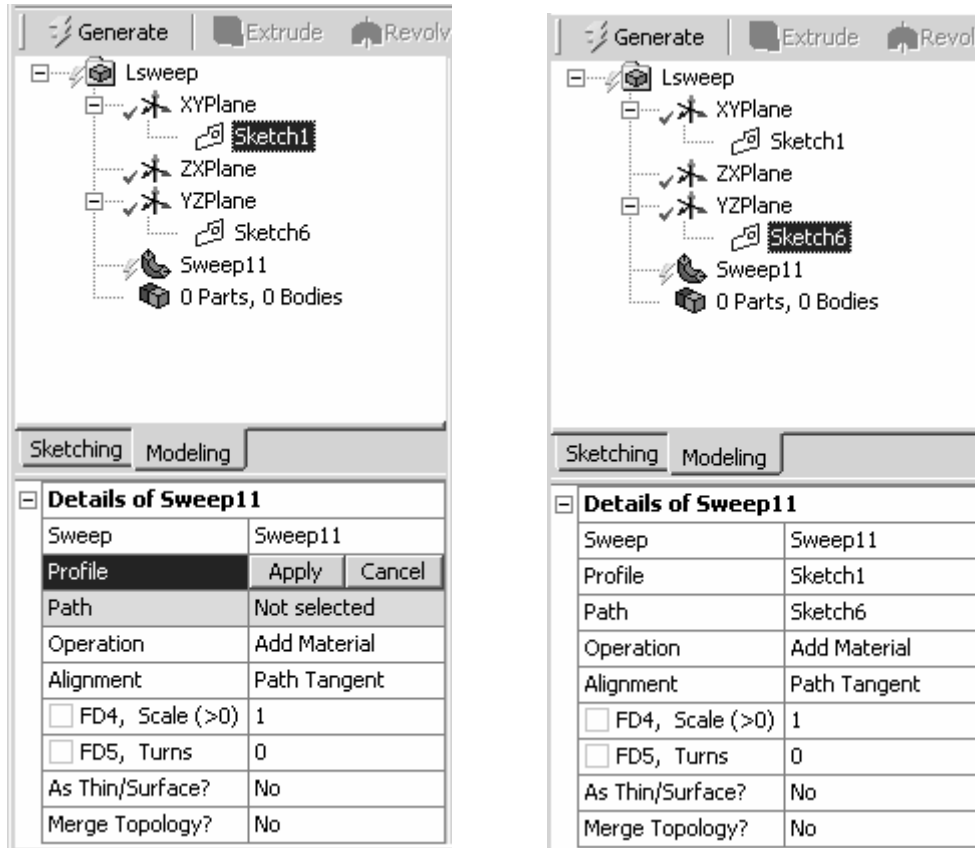 Generate Extrude Revolv
Lsweep
XYPlane
Sketch1
ZXPlane
YZPlane
Sketch6
Sweep11
0 Parts, 0 Bodies
Sketching Modeling
Details of Sweep11
Sweep Sweep11
Profile Apply Cancel
Path Not selected
Operation Add Material
Alignment Path Tangent
FD4, Scale (>0) 1
FD5, Turns 0
As Thin/Surface? No
Merge Topology? No
Generate Extrude Revol
Lsweep
XYPlane
Sketch1
ZXPlane
YZPlane
Sketch6
Sweep11
0 Parts, 0 Bodies
Sketching Modeling
Details of Sweep11
Sweep Sweep11
Profile Sketch1
Path Sketch6
Operation Add Material
Alignment Path Tangent
FD4, Scale (>0) 1
FD5, Turns 0
As Thin/Surface? No
Merge Topology? No